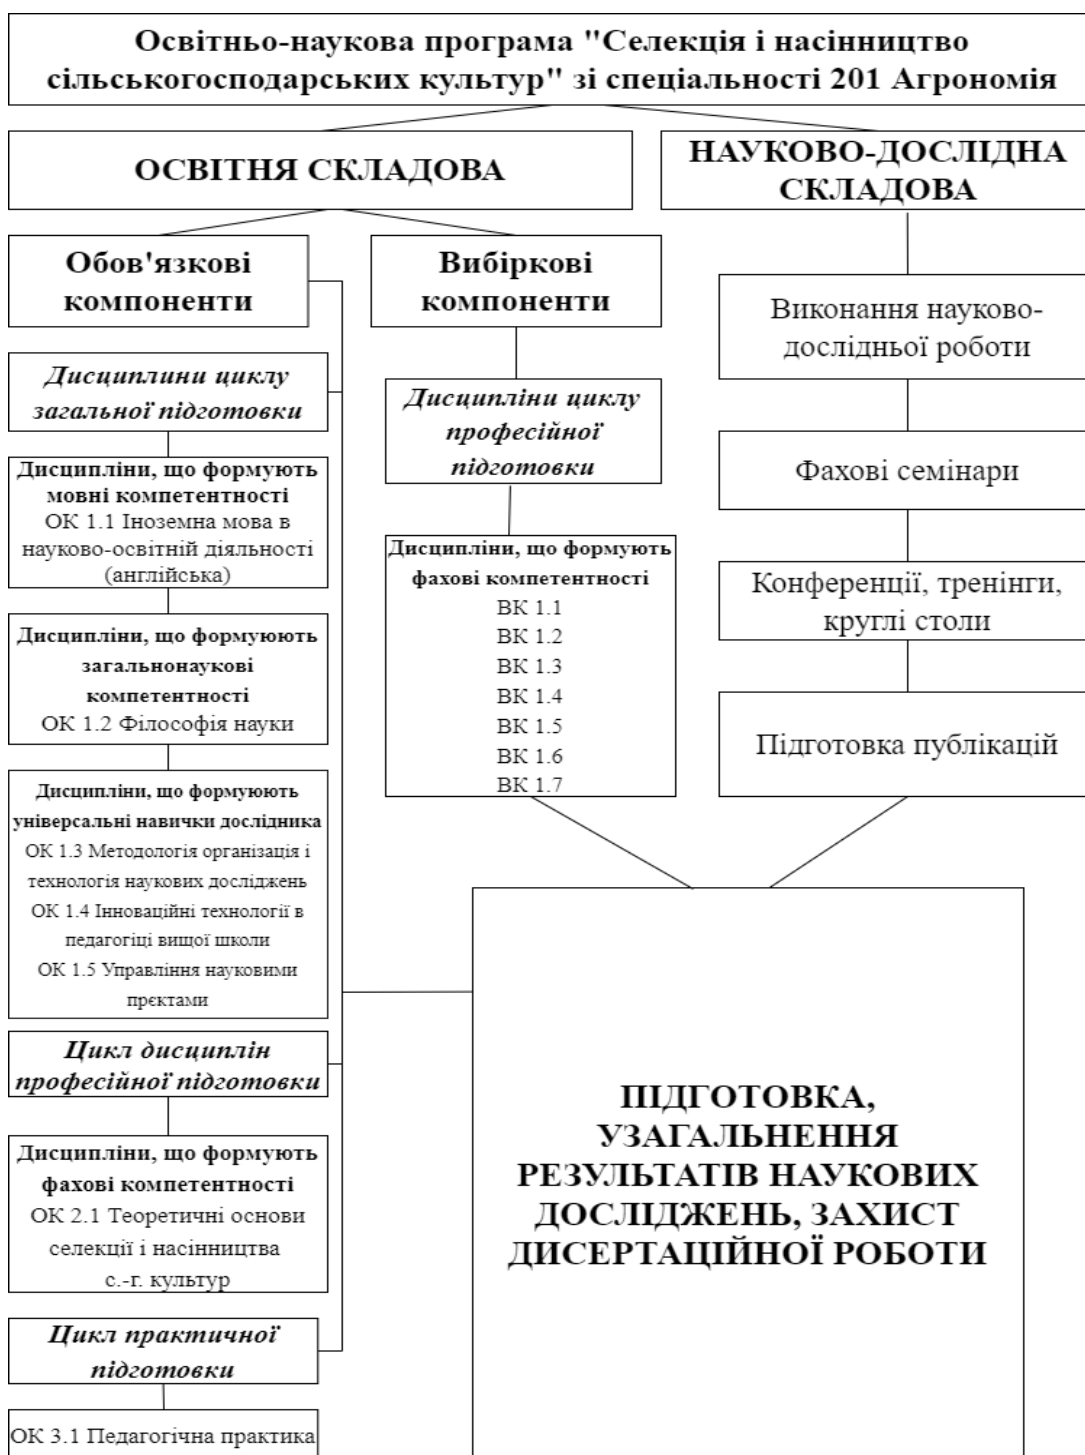 Освітньо-наукова програма "Селекція і насінництво
сільськогосподарських культур" зі спеціальності 201 Агрономія
ОСВІТНЯ СКЛАДОВА
НАУКОВО-ДОСЛІДНА
СКЛАДОВА
Обов'язкові
компоненти
Вибіркові
компоненти
Дисциплини циклу
загальної підготовки
Дисципліни, що формують
мовні компетентності
ОК 1.1 Іноземна мова в
науково-освітній діяльності
(англійська)
Дисципліни, що формуюють
загальнонаукові
компетентності
ОК 1.2 Філософія науки
Дисципліни, що формуюють
універсальні навички дослідника
ОК 1.3 Методологія організація і
технологія наукових досліджень
ОК 1.4 Інноваційні технології в
педагогіці вищої школи
ОК 1.5 Управління науковими
прєктами
Цикл дисциплін
професійної підготовки
Дисципліни, що формують
фахові компетентності
ОК 2.1 Теоретичні основи
селекції і насінництва
с.-г. культур
Цикл практичної
підготовки
ОК 3.1 Педагогічна практика
Дисципліни циклу
професійної
підготовки
Дисципліни, що формують
фахові компетентності
ВК 1.1
ВК 1.2
ВК 1.3
ВК 1.4
ВК 1.5
ВК 1.6
ВК 1.7
Виконання науково-
дослідньої роботи
Фахові семінари
Конференції, тренінги,
круглі столи
Підготовка публікацій
ПІДГОТОВКА,
УЗАГАЛЬНЕННЯ
РЕЗУЛЬТАТІВ НАУКОВИХ
ДОСЛІДЖЕНЬ, ЗАХИСТ
ДИСЕРТАЦІЙНОЇ РОБОТИ